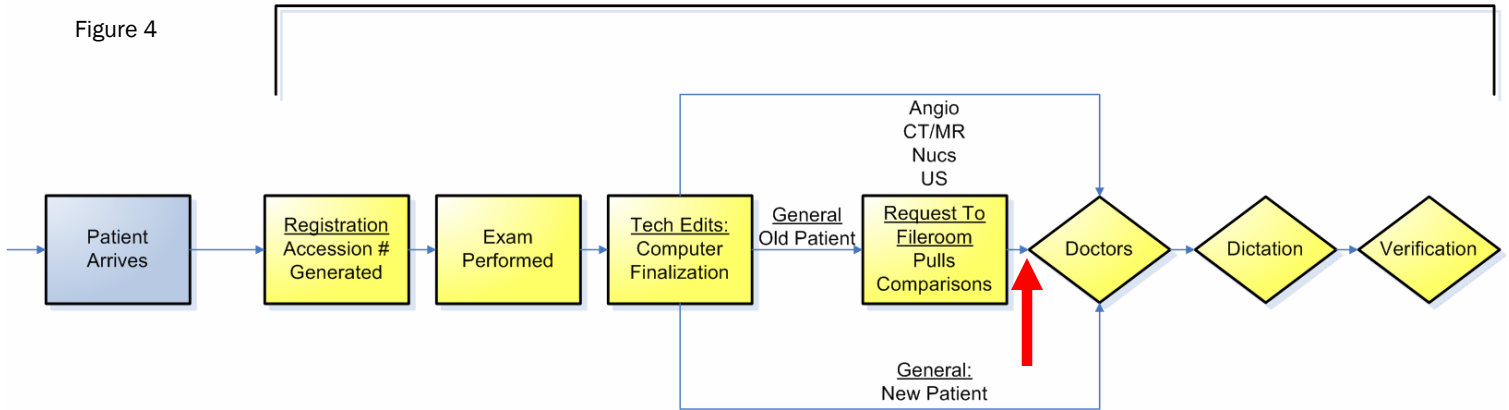 Figure 4
Patient
Arrives
Registration
Accession #
Generated
Exam
Performed
Tech Edits:
Computer
Finalization
Angio
CT/MR
Nucs
US
General
Old Patient
Request To
Fileroom
Pulls
Comparisons
General:
New Patient
Doctors
Dictation
Verification